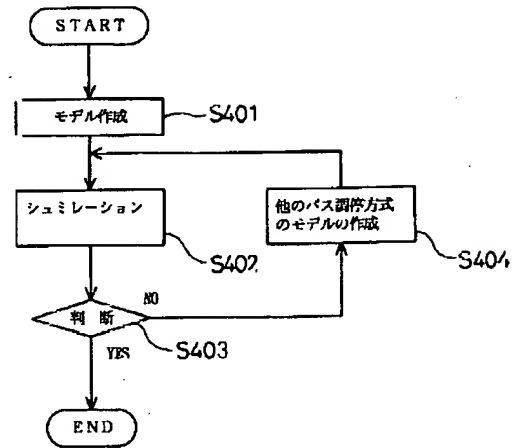 START
モデル作成
S401
シュミレーション
S402
他のバス調停方式
のモデルの作成
S404
判断
NO
S403
YES
END